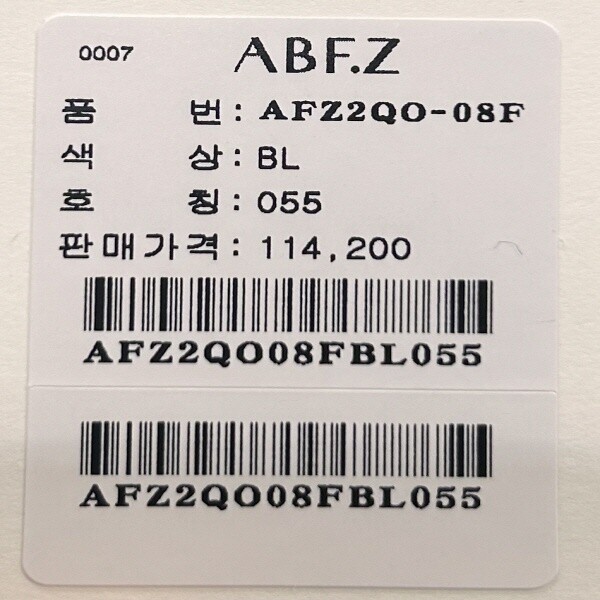 0007 ABF.Z
품 번 : AFZ2QO-08F
색 상 : BL
호 칭 : 055
판매가격 : 114,200
AFZ2QO08FBL055
AFZ2QO08FBL055